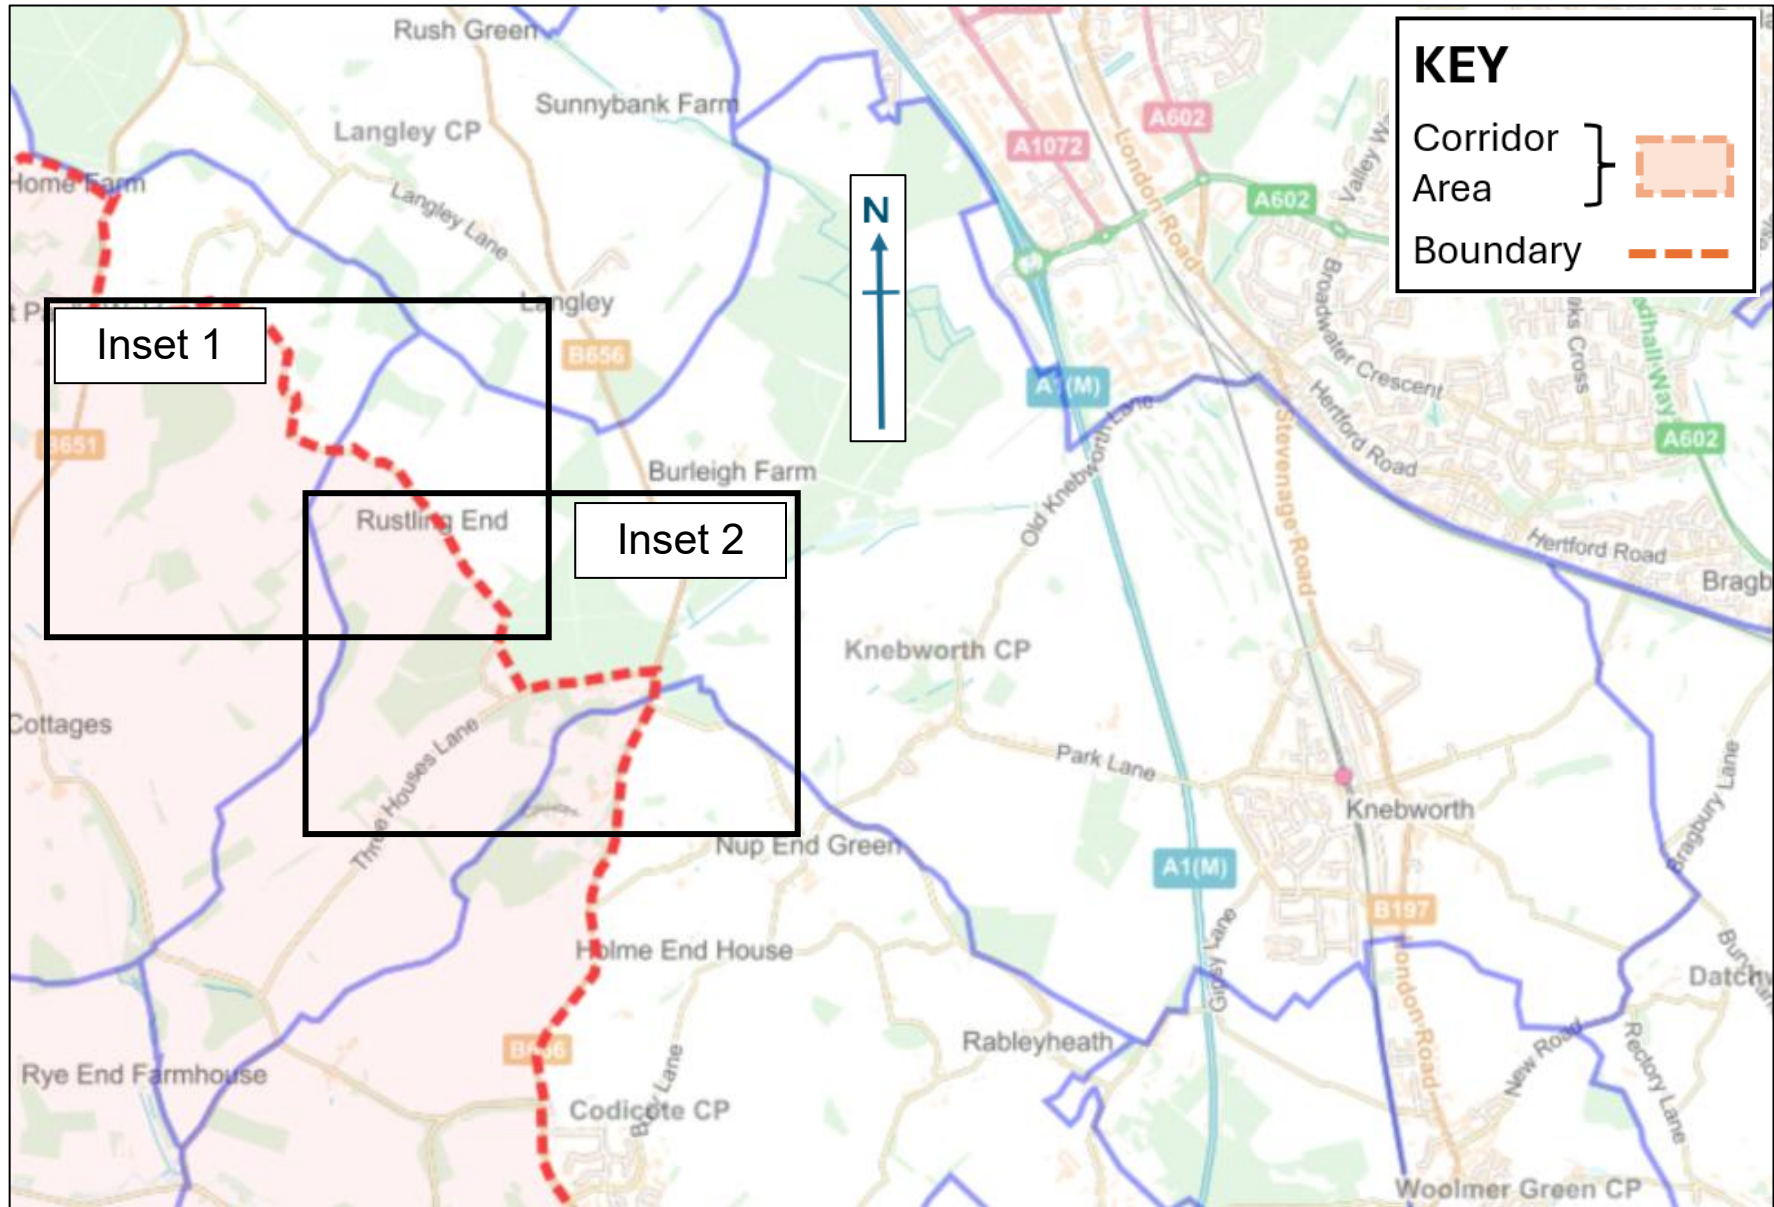 Rush Green
Sunnybank Farm
Langley CP
Home Farm
Langley Lane
Langley
B656
Inset 1
B651
Burleigh Farm
Rustling End
Inset 2
N
KEY
Corridor
Area
Boundary
A602
A1072
London Road
A602
Broadwater Crescent
A1(M)
Hertford Road
A602
Old Knebworth Lane
Stevenage Road
Hertford Road
Bragb
Knebworth CP
Cottages
Three Houses Lane
Park Lane
Knebworth
Nup End Green
A1(M)
Bragbury Lane
B197
Holme End House
Gipsy Lane
Datchw
London Road
Rableyheath
New Road
Rectory Lane
B656
Rye End Farmhouse
Codicote CP
Woolmer Green CP